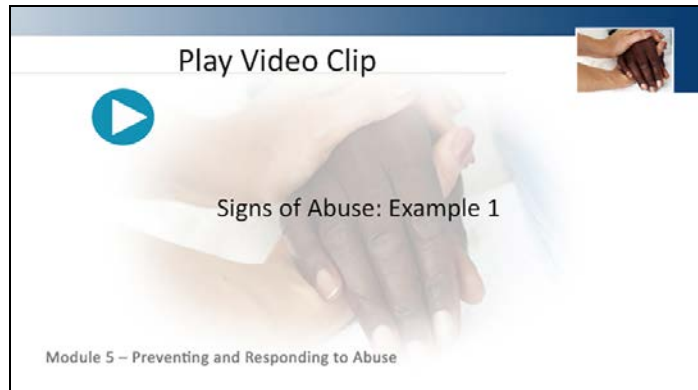 Play Video Clip
Signs of Abuse: Example 1
Module 5 – Preventing and Responding to Abuse